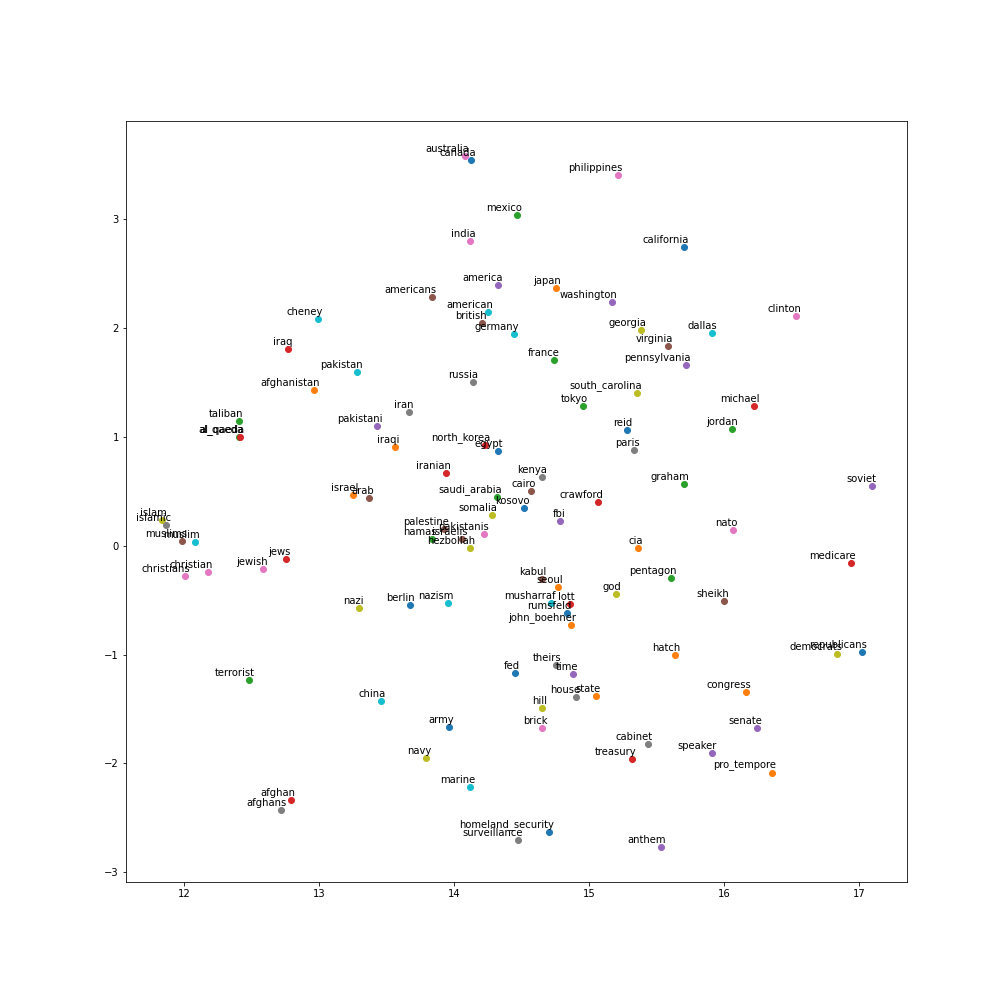 australia
canada
philippines
mexico
india
california
america
japan
americans
washington
american
cheney
british
clinton
germany
georgia
dallas
virginia
iraq
france
pennsylvania
pakistan
russia
afghanistan
south_carolina
tokyo
michael
iran
taliban
pakistani
reid
jordan
al_qaeda
north_korea
iraqi
egypt
paris
iranian
kenya
graham
soviet
cairo
israel
arab
saudi_arabia
crawford
kosovo
somalia
fbi
islam
islamic
palestine
pakistanis
nato
hamas
israelis
muslims
muslim
hezbollah
cia
jews
medicare
christian
jewish
christians
kabul
pentagon
seoul
god
sheikh
nazi
berlin
nazism
musharraf
lott
rumsfeld
john_boehner
hatch
democrats
republicans
theirs
fed
time
terrorist
china
house
state
congress
hill
army
brick
senate
cabinet
speaker
navy
treasury
pro_tempore
marine
afghan
afghans
homeland_security
surveillance
anthem
3
2
1
0
−1
−2
−3
12 13 14 15 16 17